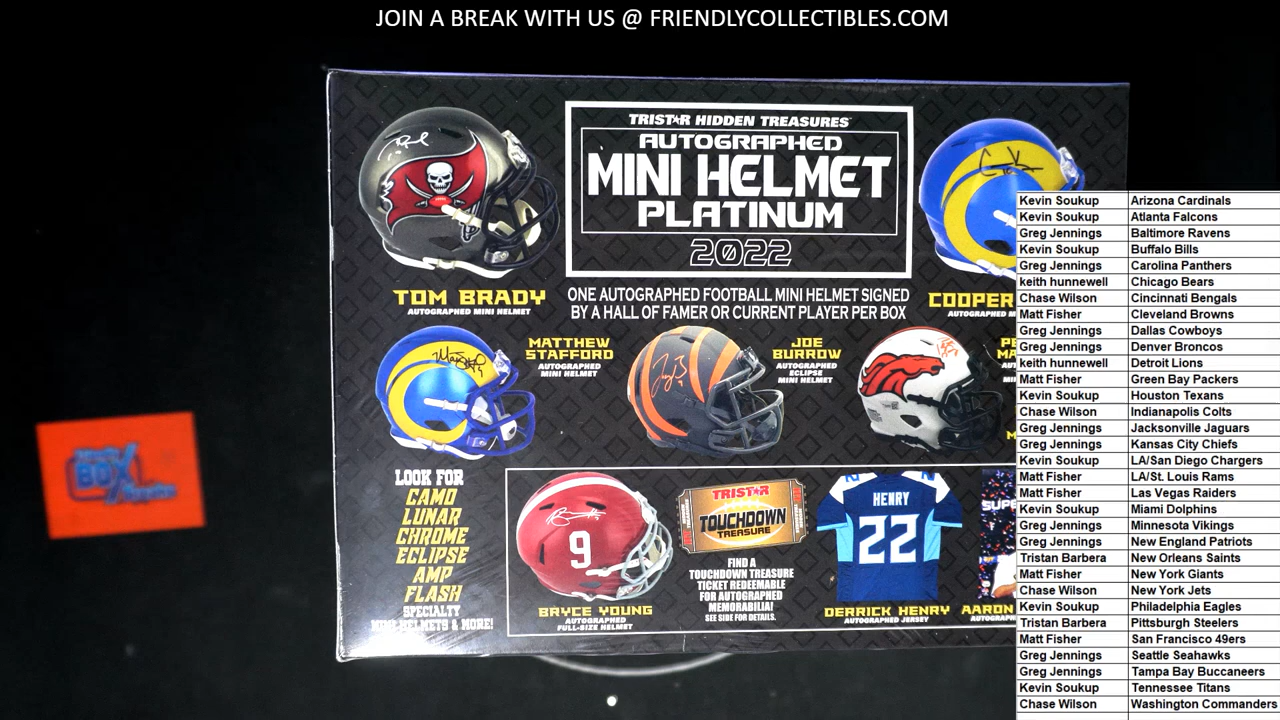 JOIN A BREAK WITH US @ FRIENDLYCOLLECTIBLES.COM
TRISTAR HIDDEN TREASURES
AUTOGRAPHED
MINI HELMET
PLATINUM
2022
ONE AUTOGRAPHED FOOTBALL MINI HELMET SIGNED
BY A HALL OF FAMER OR CURRENT PLAYER PER BOX
TOM BRADY
AUTOGRAPHED MINI HELMET
COOPER
AUTOGRAPHED M
MATTHEW
STAFFORD
AUTOGRAPHED
MINI HELMET
JOE
BURROW
AUTOGRAPHED
ECLIPSE
MINI HELMET
LOOK FOR
CAMO
LUNAR
CHROME
ECLIPSE
AMP
FLASH
SPECIALTY
MINI HELMETS & MORE!
9
BRYCE YOUNG
AUTOGRAPHED
FULL-SIZE HELMET
TRISTAR
TOUCHDOWN
TREASURE
FIND A
TOUCHDOWN TREASURE
TICKET REDEEMABLE
FOR AUTOGRAPHED
MEMORABILIA!
SEE SIDE FOR DETAILS.
HENRY
22
DERRICK HENRY
AUTOGRAPHED JERSEY
SUP
AARON
AUTOGRAPH
BOX
Kevin Soukup Arizona Cardinals
Kevin Soukup Atlanta Falcons
Greg Jennings Baltimore Ravens
Kevin Soukup Buffalo Bills
Greg Jennings Carolina Panthers
keith hunnewell Chicago Bears
Chase Wilson Cincinnati Bengals
Matt Fisher Cleveland Browns
Greg Jennings Dallas Cowboys
Greg Jennings Denver Broncos
keith hunnewell Detroit Lions
Matt Fisher Green Bay Packers
Kevin Soukup Houston Texans
Chase Wilson Indianapolis Colts
Greg Jennings Jacksonville Jaguars
Greg Jennings Kansas City Chiefs
Kevin Soukup LA/San Diego Chargers
Matt Fisher LA/St. Louis Rams
Matt Fisher Las Vegas Raiders
Kevin Soukup Miami Dolphins
Greg Jennings Minnesota Vikings
Greg Jennings New England Patriots
Tristan Barbera New Orleans Saints
Matt Fisher New York Giants
Chase Wilson New York Jets
Kevin Soukup Philadelphia Eagles
Tristan Barbera Pittsburgh Steelers
Matt Fisher San Francisco 49ers
Greg Jennings Seattle Seahawks
Greg Jennings Tampa Bay Buccaneers
Kevin Soukup Tennessee Titans
Chase Wilson Washington Commanders